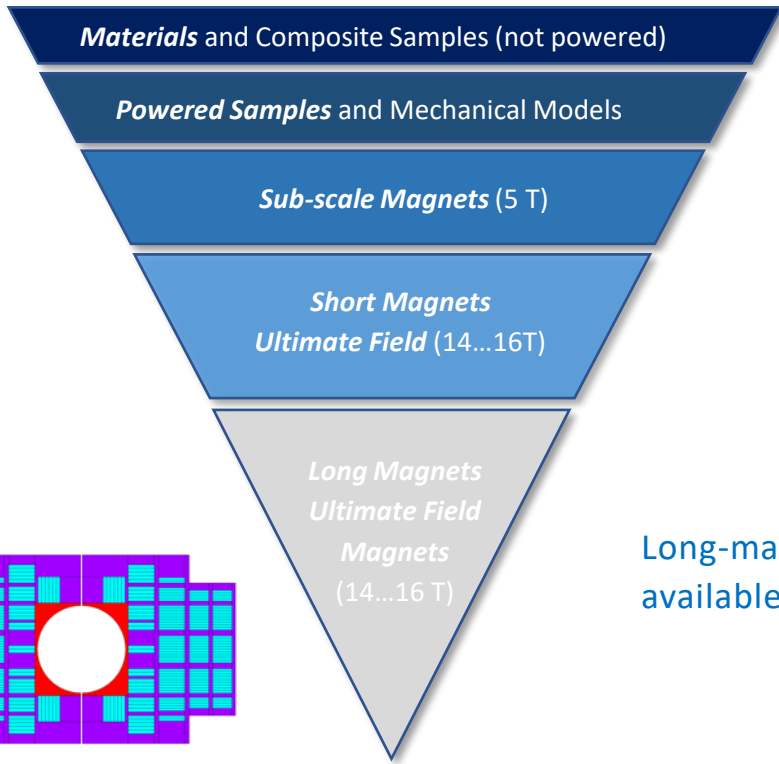 Materials and Composite Samples (not powered)
Powered Samples and Mechanical Models
Sub-scale Magnets (5 T)
Short Magnets
Ultimate Field (14…16T)
Long Magnets
Ultimate Field
Magnets
(14…16 T)
Long-ma
available